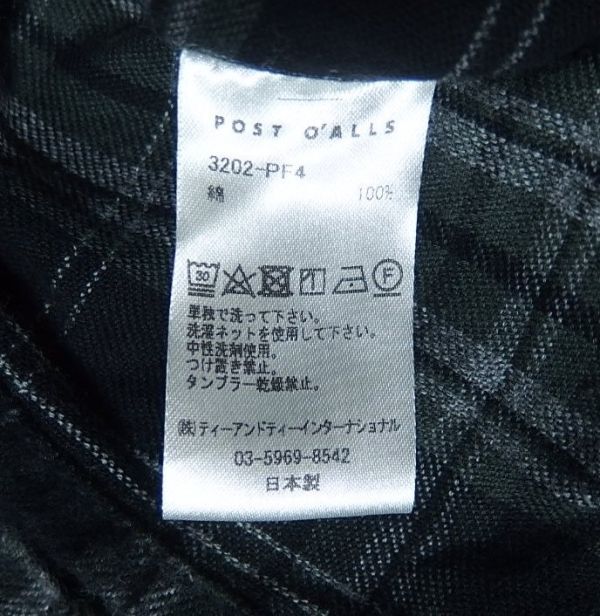 POST O'ALLS
3202-PF4
綿 100%
30 F
単独で洗って下さい。
洗濯ネットを使用して下さい。
中性洗剤使用。
つけ置き禁止。
タンブラー乾燥禁止。
㈱ティーアンドティーインターナショナル
03-5969-8542
日本製